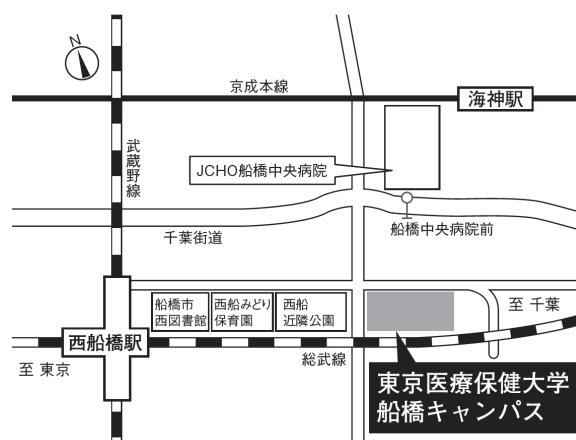 N
京成本線
海神駅
武蔵野線
JCHO船橋中央病院
船橋中央病院前
千葉街道
船橋市
西図書館
西船みどり
保育園
西船
近隣公園
至 千葉
西船橋駅
至 東京
総武線
東京医療保健大学
船橋キャンパス